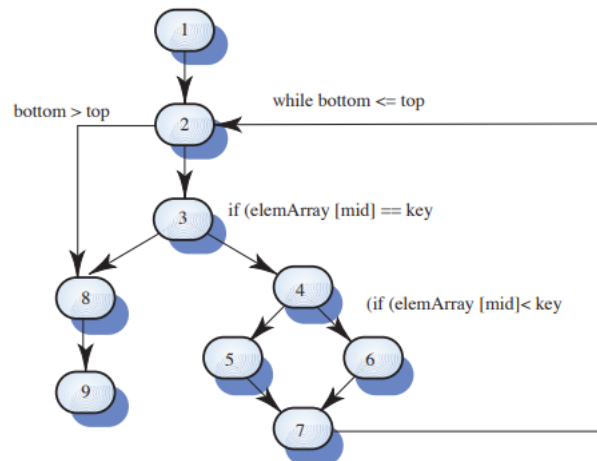 1
while bottom <= top
bottom > top
2
3
if (elemArray [mid] == key
4
8
(if (elemArray [mid]< key
5
6
9
7